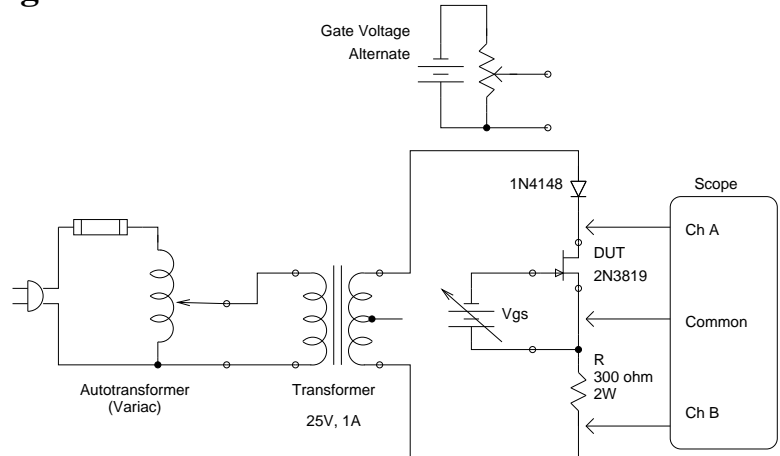 g
Gate Voltage
Alternate
1N4148
Scope
Ch A
DUT
2N3819
Vgs
Common
R
300 ohm
2W
Ch B
Autotransformer
(Variac)
Transformer
25V, 1A